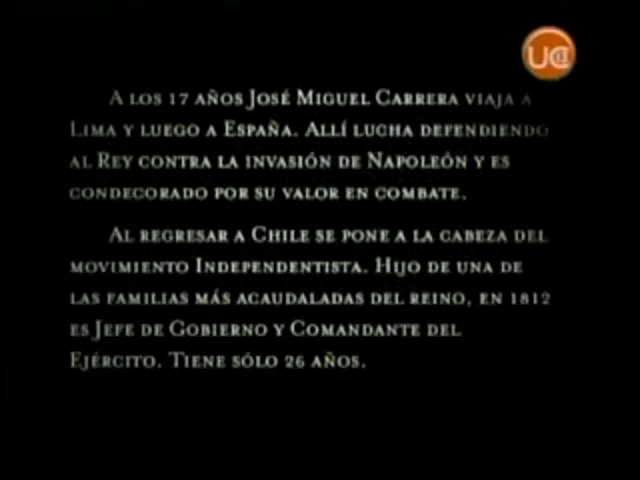 UC
A LOS 17 AÑOS JOSÉ MIGUEL CARRERA VIAJA A
LIMA Y LUEGO A ESPAÑA. ALLÍ LUCHA DEFENDIENDO
AL REY CONTRA LA INVASIÓN DE NAPOLEÓN Y ES
CONDECORADO POR SU VALOR EN COMBATE.
AL REGRESAR A CHILE SE PONE A LA CABEZA DEL
MOVIMIENTO INDEPENDENTISTA. HIJO DE UNA DE
LAS FAMILIAS MÁS ACAUDALADAS DEL REINO, EN 1812
ES JEFE DE GOBIERNO Y COMANDANTE DEL
EJÉRCITO. TIENE SÓLO 26 AÑOS.